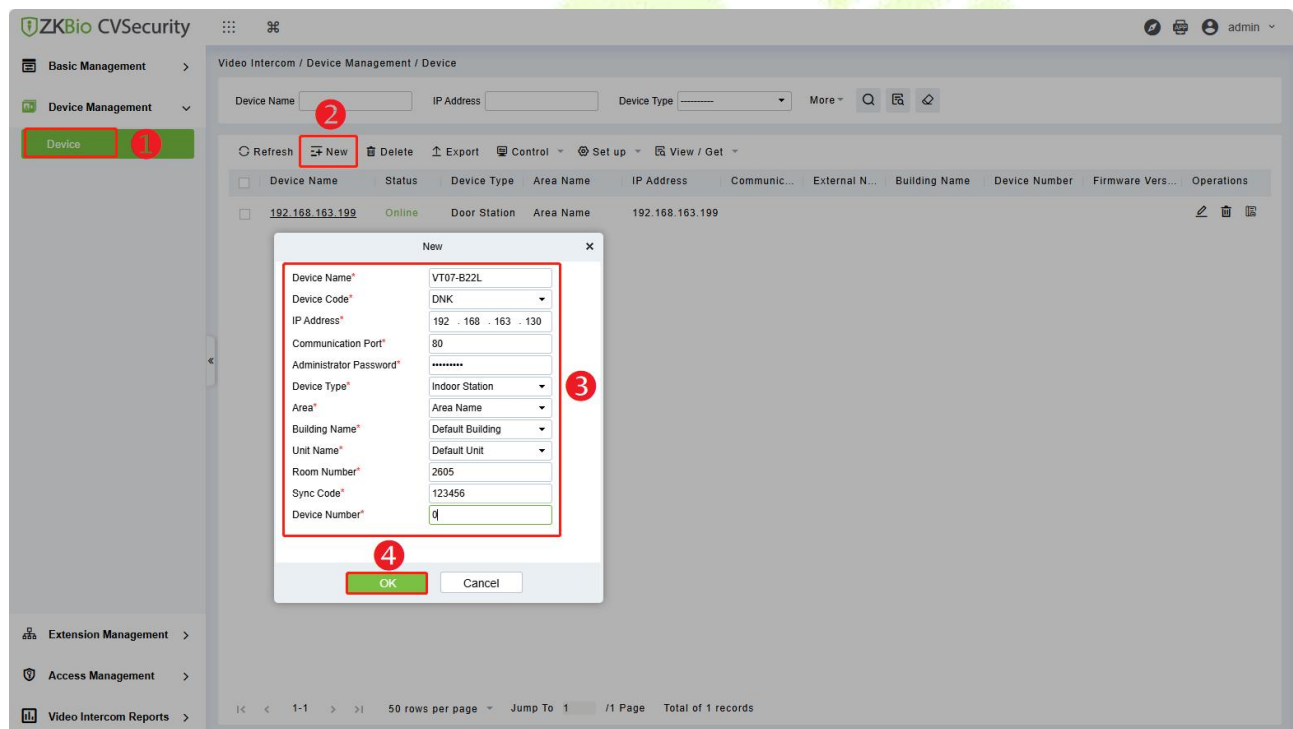 ZKBio CVSecurity
admin
Basic Management
Device Management
Device
1
Video Intercom / Device Management / Device
Device Name
IP Address
Device Type ----------
More
2
Refresh
New
Delete
Export
Control
Set up
View / Get
Device Name Status Device Type Area Name IP Address Communic... External N... Building Name Device Number Firmware Vers... Operations
192.168.163.199 Online Door Station Area Name 192.168.163.199
New
Device Name* VT07-B22L
Device Code* DNK
IP Address* 192 . 168 . 163 . 130
Communication Port* 80
Administrator Password* •••••••••
Device Type* Indoor Station
Area* Area Name
Building Name* Default Building
Unit Name* Default Unit
Room Number* 2605
Sync Code* 123456
Device Number* 0
3
4
OK
Cancel
Extension Management
Access Management
Video Intercom Reports
1-1
50 rows per page
Jump To 1 /1 Page
Total of 1 records